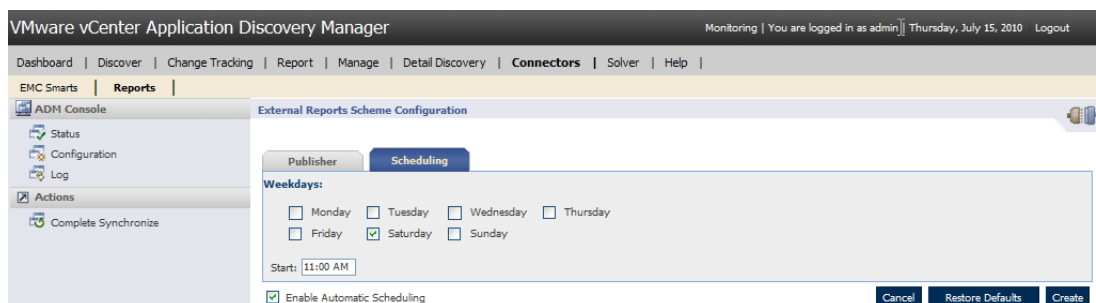 VMware vCenter Application Discovery Manager
Monitoring | You are logged in as admin | Thursday, July 15, 2010 Logout
Dashboard | Discover | Change Tracking | Report | Manage | Detail Discovery | Connectors | Solver | Help |
EMC Smarts | Reports |
ADM Console
Status
Configuration
Log
Actions
Complete Synchronize
External Reports Scheme Configuration
Publisher Scheduling
Weekdays:
Monday Tuesday Wednesday Thursday
Friday Saturday Sunday
Start: 11:00 AM
Enable Automatic Scheduling
Cancel Restore Defaults Create